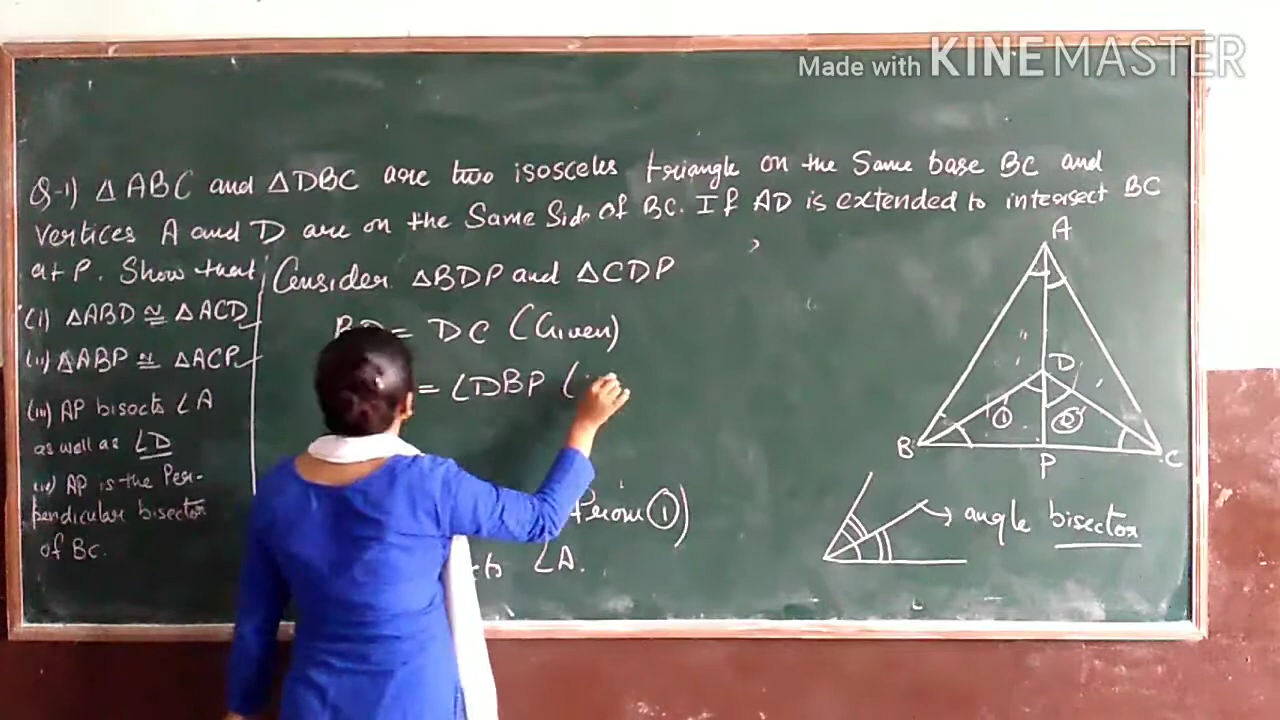 Made with KINEMASTER
Q-1) △ABC and △DBC are two isosceles triangle on the Same base BC and
vertices A and D are on the Same Side of BC. If AD is extended to intersect BC
at P. Show that
(i) △ABD ≅ △ACD
(ii) △ABP ≅ △ACP
(iii) AP bisects ∠A
as well as ∠D
(iv) AP is the Per-
pendicular bisector
of BC.
Consider △BDP and △CDP
BD = DC (Given)
= ∠DBP (
From ①)
∠A.
A
D
① ②
B
P
C
angle bisector